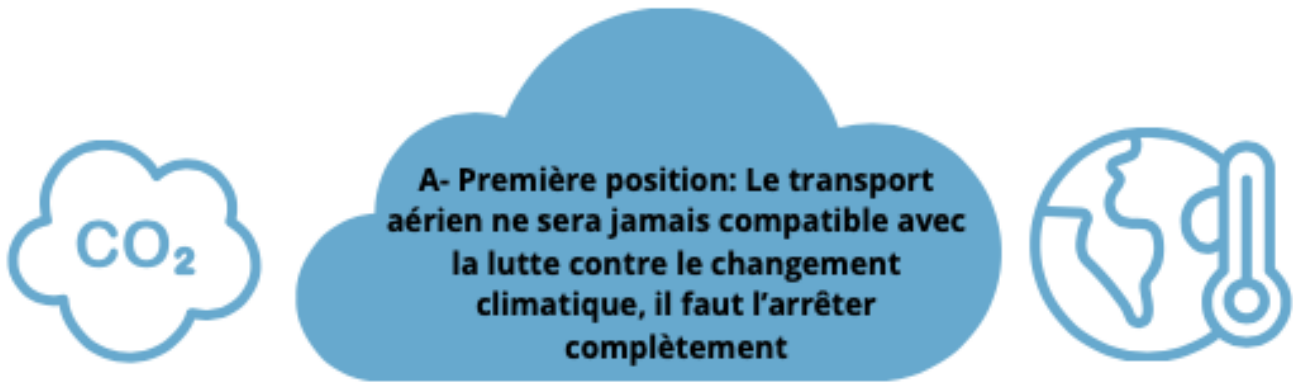 CO₂
A- Première position: Le transport
aérien ne sera jamais compatible avec
la lutte contre le changement
climatique, il faut l’arrêter
complètement